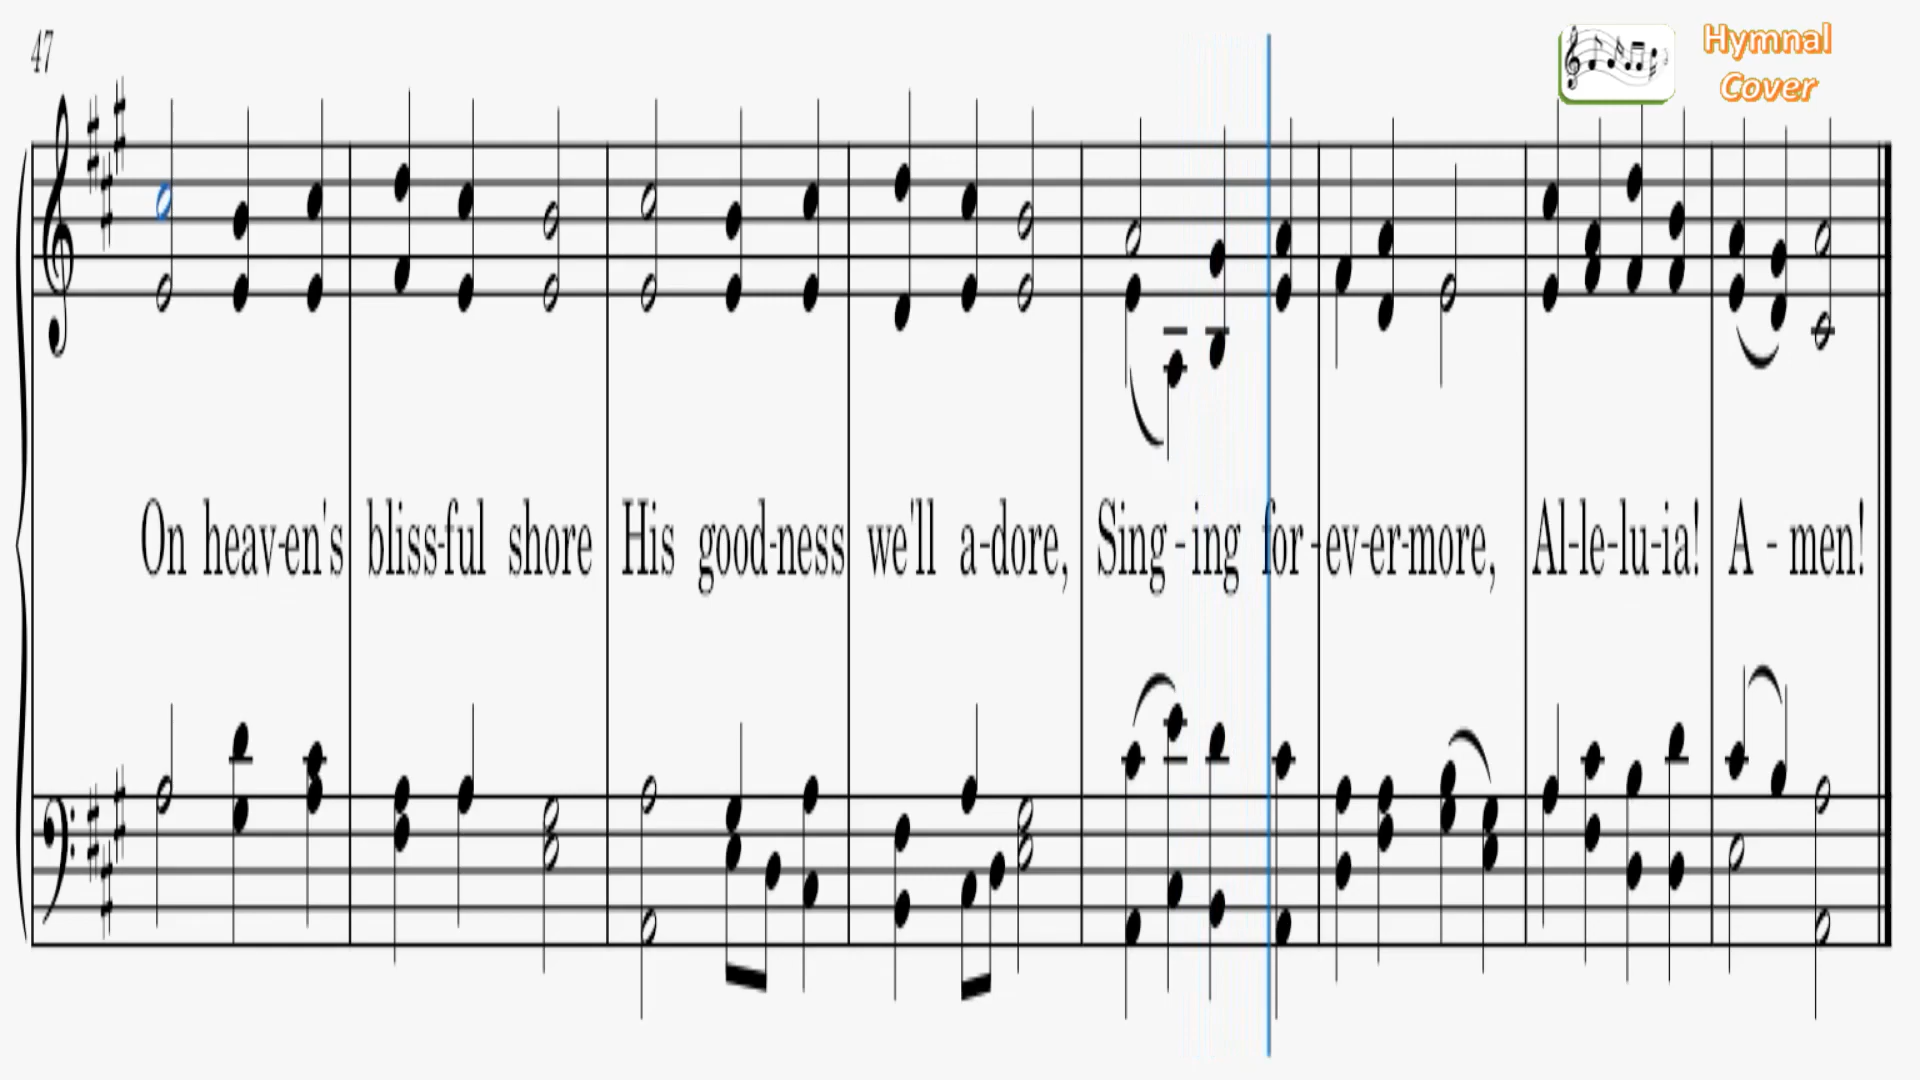 47
Hymnal
Cover
On heav-en's bliss-ful shore His good-ness we'll a-dore, Sing-ing for-ev-er-more, Al-le-lu-ia! A-men!